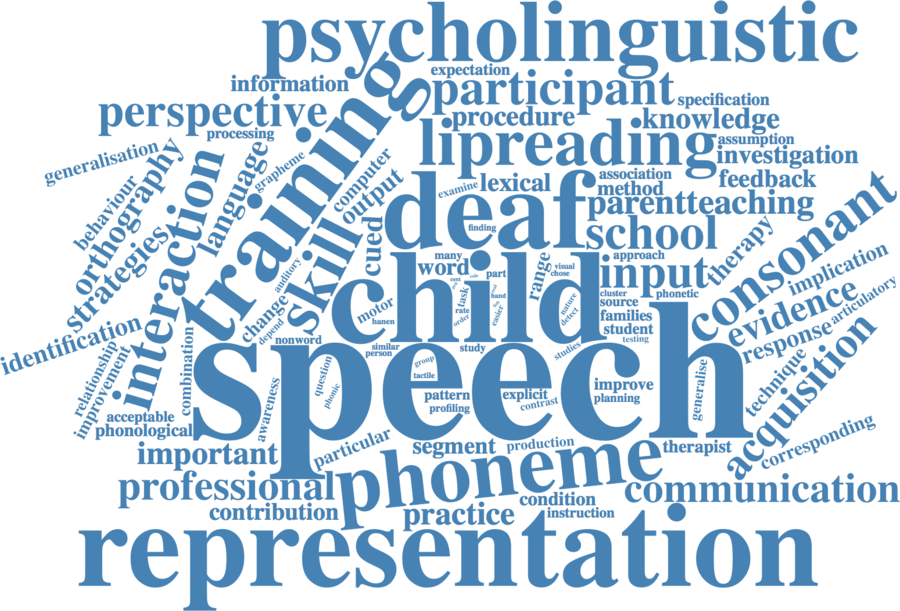 psycholinguistic
expectation
information
participant
specification
perspective
procedure
knowledge
processing
training
lipreading
assumption
investigation
generalisation
orthography
language
grapheme
computer
association
feedback
behaviour
interaction
output
examine
lexical
method
deaf
parentteaching
strategies
skill
cued
finding
school
therapy
consonant
many
approach
word
part
range
visual
chose
input
implication
auditory
child
task
hand
cluster
phonetic
source
articulatory
change
motor
rate
order
easier
nature
detect
families
evidence
identification
depend
hanen
student
response
nonword
similar
person
study
studies
testing
relationship
improvement
combination
speech
group
tactile
question
phonic
pattern
profiling
explicit
contrast
improve
planning
generalise
technique
acquisition
acceptable
phonological
awareness
important
particular
segment
production
therapist
corresponding
professional
phoneme
condition
communication
contribution
practice
instruction
representation